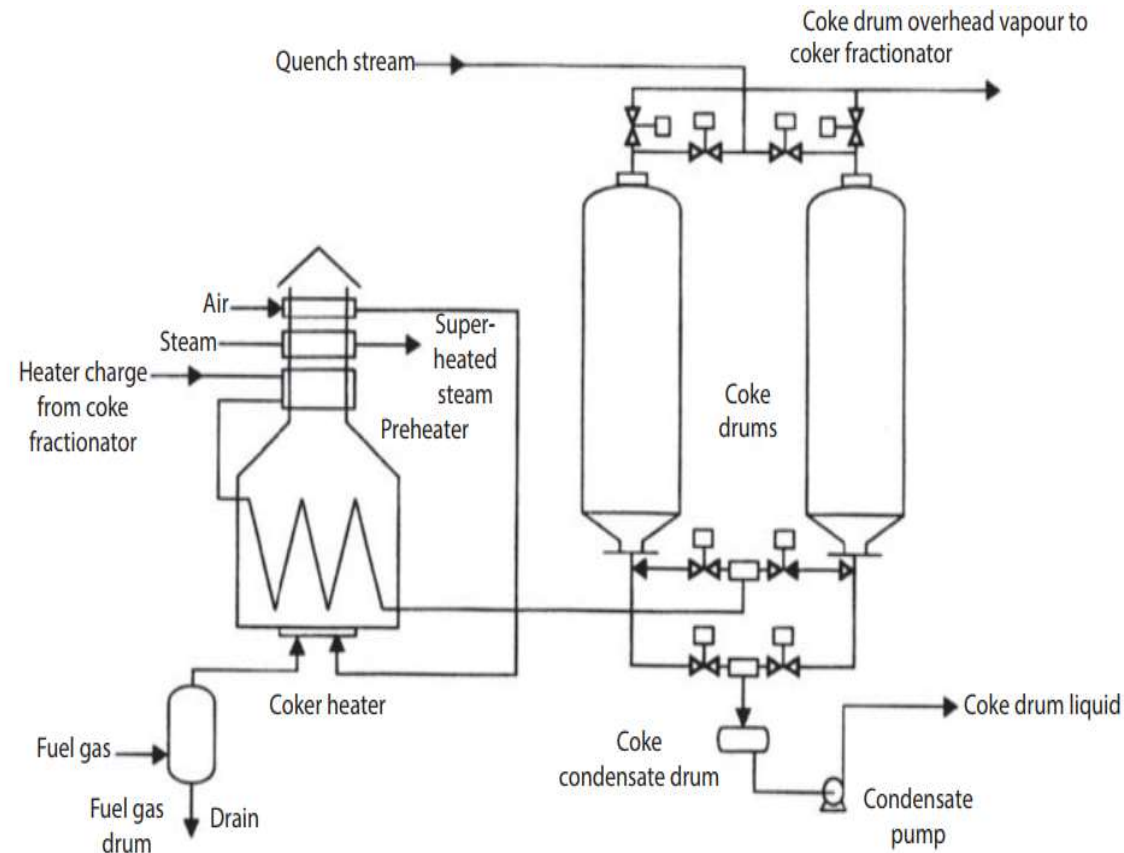 Coke drum overhead vapour to
coker fractionator
Quench stream
Air
Steam
Super-
heated
steam
Heater charge
from coke
fractionator
Preheater
Coke
drums
Coker heater
Fuel gas
Fuel gas
drum
Drain
Coke
condensate drum
Coke drum liquid
Condensate
pump